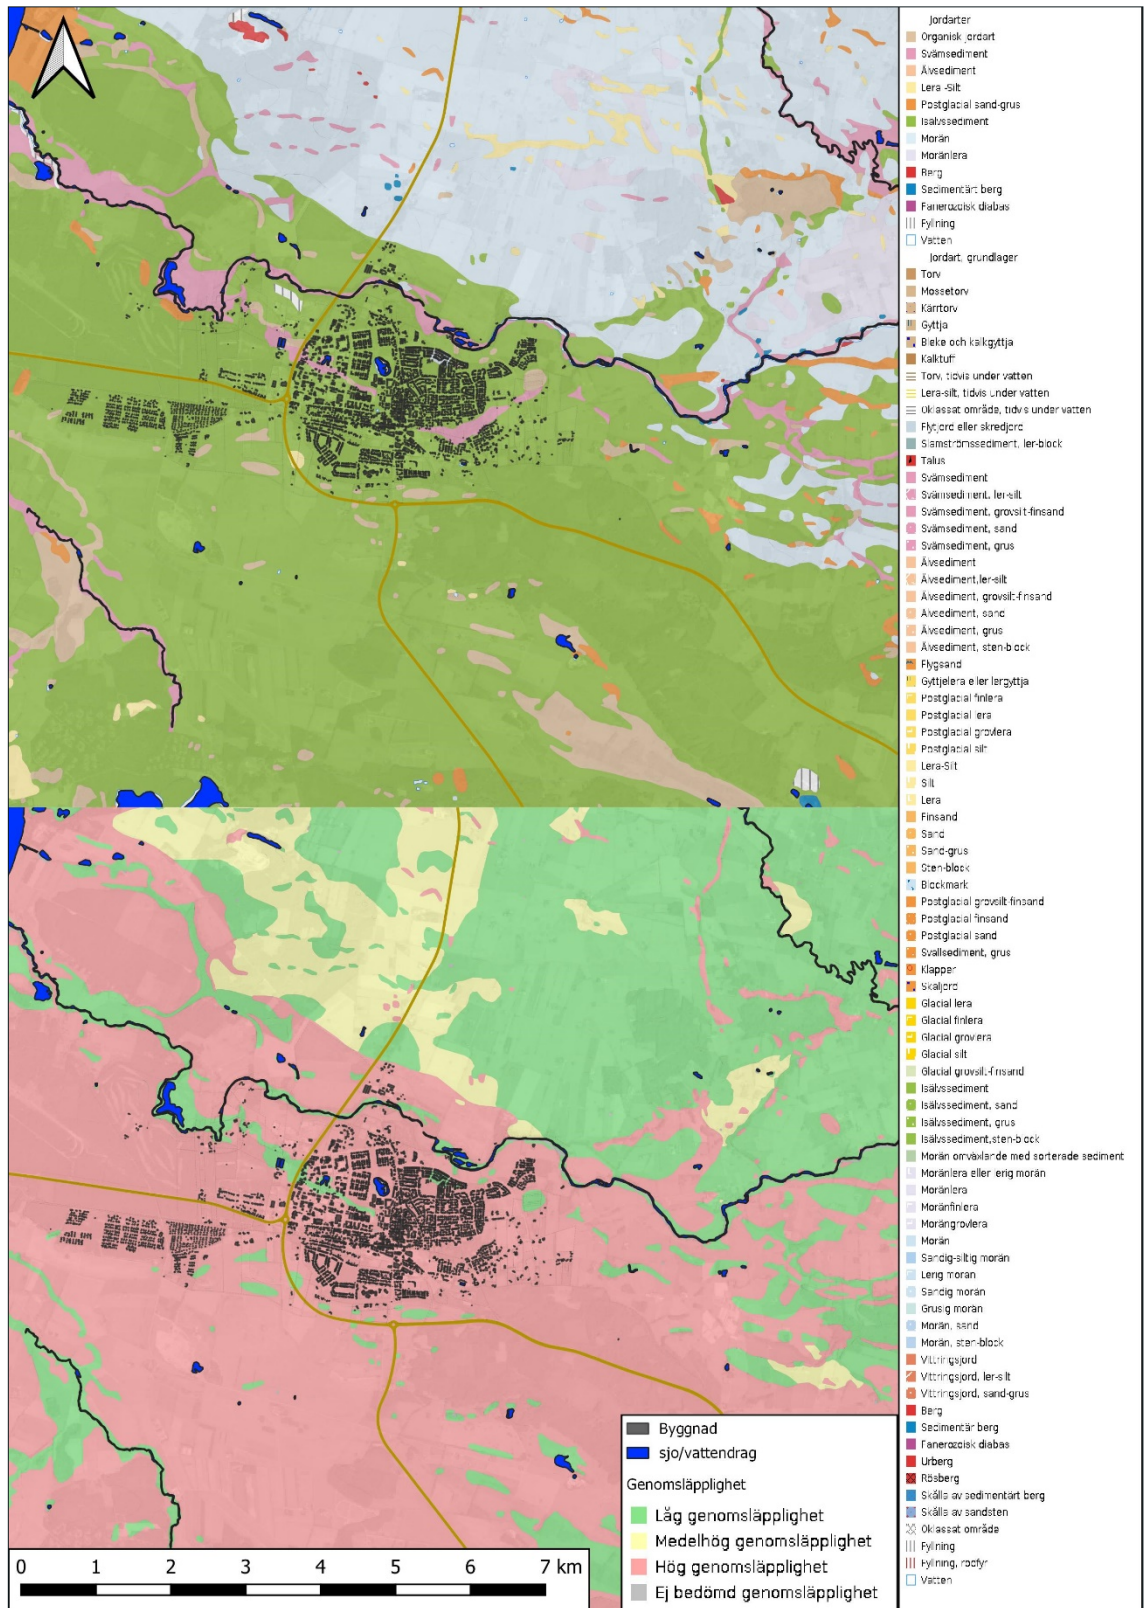 Jordarter
Organisk jordart
Svämsediment
Älvsediment
Lera -Silt
Postglacial sand-grus
Isälvssediment
Morän
Moränlera
Berg
Sedimentärt berg
Fanerozoisk diabas
Fyllning
Vatten
Jordart, grundlager
Torv
Mossetorv
Kärrtorv
Gyttja
Bleke och kalkgyttja
Kalktuff
Torv, tidvis under vatten
Lera-silt, tidvis under vatten
Oklassat område, tidvis under vatten
Flytjord eller skredjord
Slamströmssediment, ler-block
Talus
Svämsediment
Svämsediment, ler-silt
Svämsediment, grovsilt-finsand
Svämsediment, sand
Svämsediment, grus
Älvsediment
Älvsediment,ler-silt
Älvsediment, grovsilt-finsand
Älvsediment, sand
Älvsediment, grus
Älvsediment, sten-block
Flygsand
Gyttjelera eller lergyttja
Postglacial finlera
Postglacial lera
Postglacial grovlera
Postglacial silt
Lera-Silt
Silt
Lera
Finsand
Sand
Sand-grus
Sten-block
Blockmark
Postglacial grovsilt-finsand
Postglacial finsand
Postglacial sand
Svallsediment, grus
Klapper
Skaljord
Glacial lera
Glacial finlera
Glacial grovlera
Glacial silt
Glacial grovsilt-finsand
Isälvssediment
Isälvssediment, sand
Isälvssediment, grus
Isälvssediment,sten-block
Morän omväxlande med sorterade sediment
Moränlera eller lerig morän
Moränlera
Moränfinlera
Morängrovlera
Morän
Sandig-siltig morän
Lerig morän
Sandig morän
Grusig morän
Morän, sand
Morän, sten-block
Vittringsjord
Vittringsjord, ler-silt
Vittringsjord, sand-grus
Berg
Sedimentär berg
Fanerozoisk diabas
Urberg
Rösberg
Skålla av sedimentärt berg
Skålla av sandsten
Oklassat område
Fyllning
Fyllning, rödfyr
Vatten
Byggnad
sjo/vattendrag
Genomsläpplighet
Låg genomsläpplighet
Medelhög genomsläpplighet
Hög genomsläpplighet
Ej bedömd genomsläpplighet
0 1 2 3 4 5 6 7 km